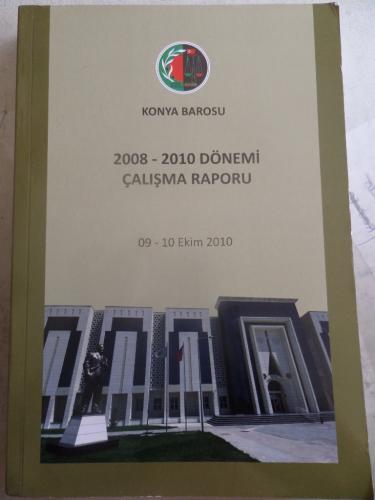 KONYA BAROSU
2008 - 2010 DÖNEMİ
ÇALIŞMA RAPORU
09 - 10 Ekim 2010